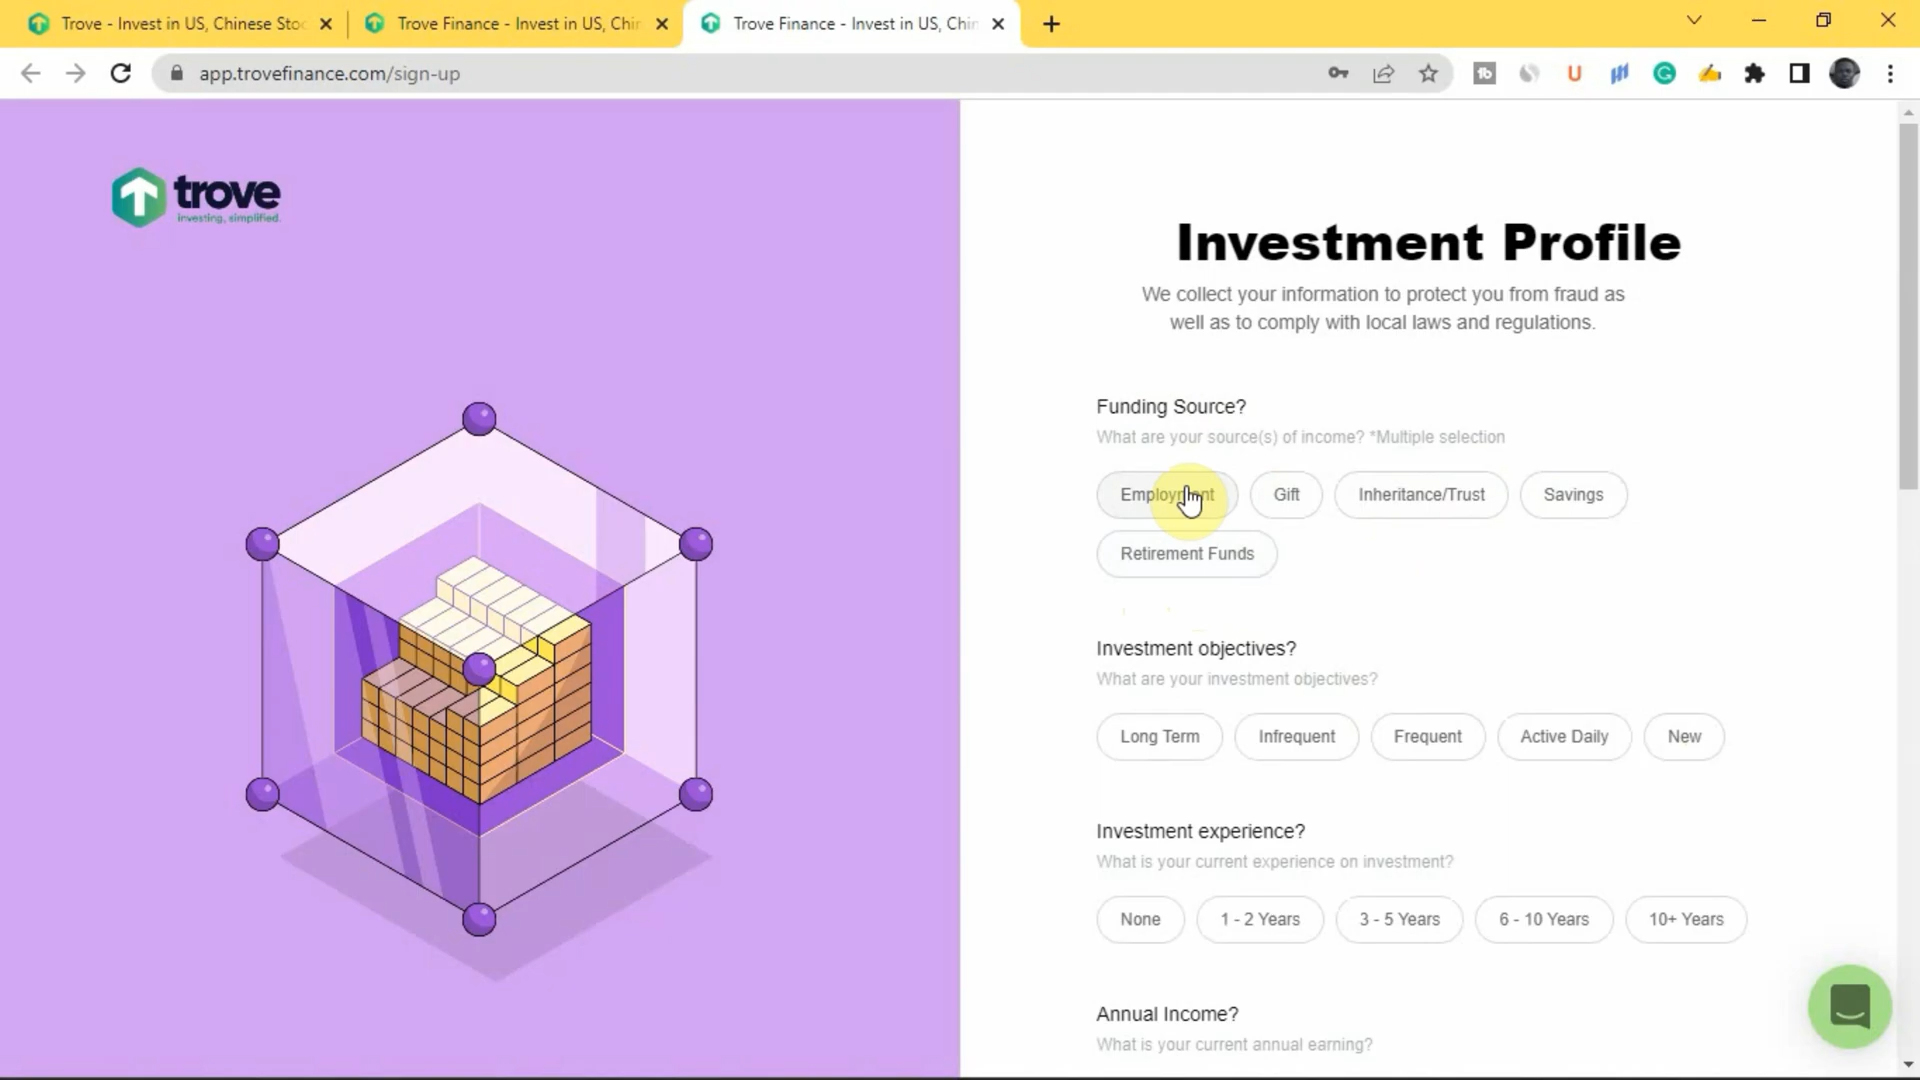 Trove - Invest in US, Chinese Stoc
Trove Finance - Invest in US, Chin
Trove Finance - Invest in US, Chin
app.trovefinance.com/sign-up
trove
investing, simplified.
Investment Profile
We collect your information to protect you from fraud as
well as to comply with local laws and regulations.
Funding Source?
What are your source(s) of income? *Multiple selection
Employment Gift Inheritance/Trust Savings
Retirement Funds
Investment objectives?
What are your investment objectives?
Long Term Infrequent Frequent Active Daily New
Investment experience?
What is your current experience on investment?
None 1 - 2 Years 3 - 5 Years 6 - 10 Years 10+ Years
Annual Income?
What is your current annual earning?